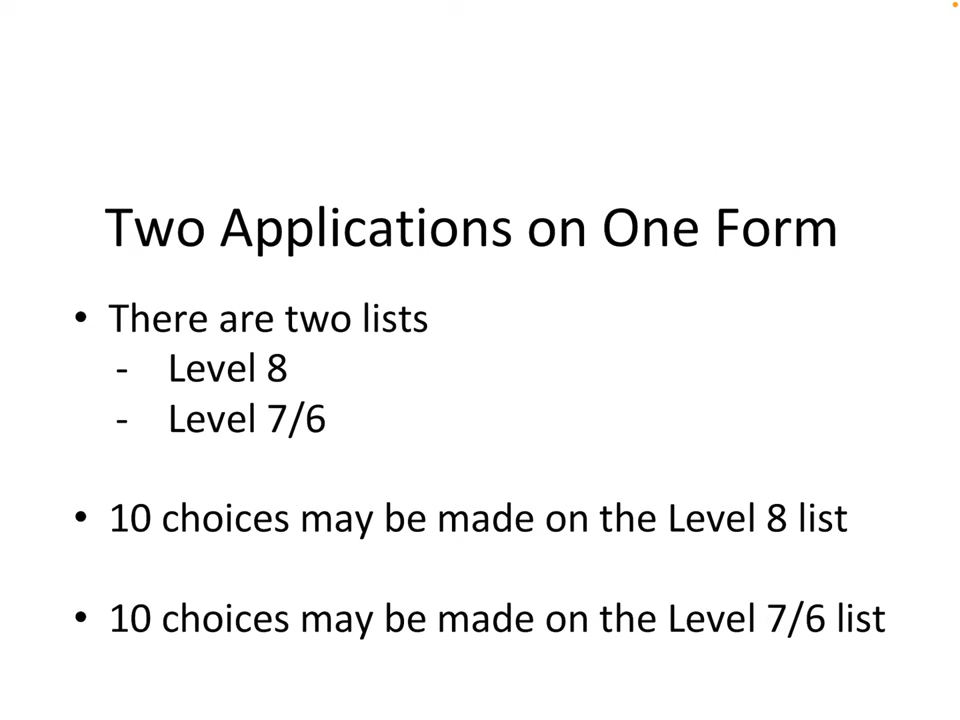 Two Applications on One Form
• There are two lists
- Level 8
- Level 7/6
• 10 choices may be made on the Level 8 list
• 10 choices may be made on the Level 7/6 list